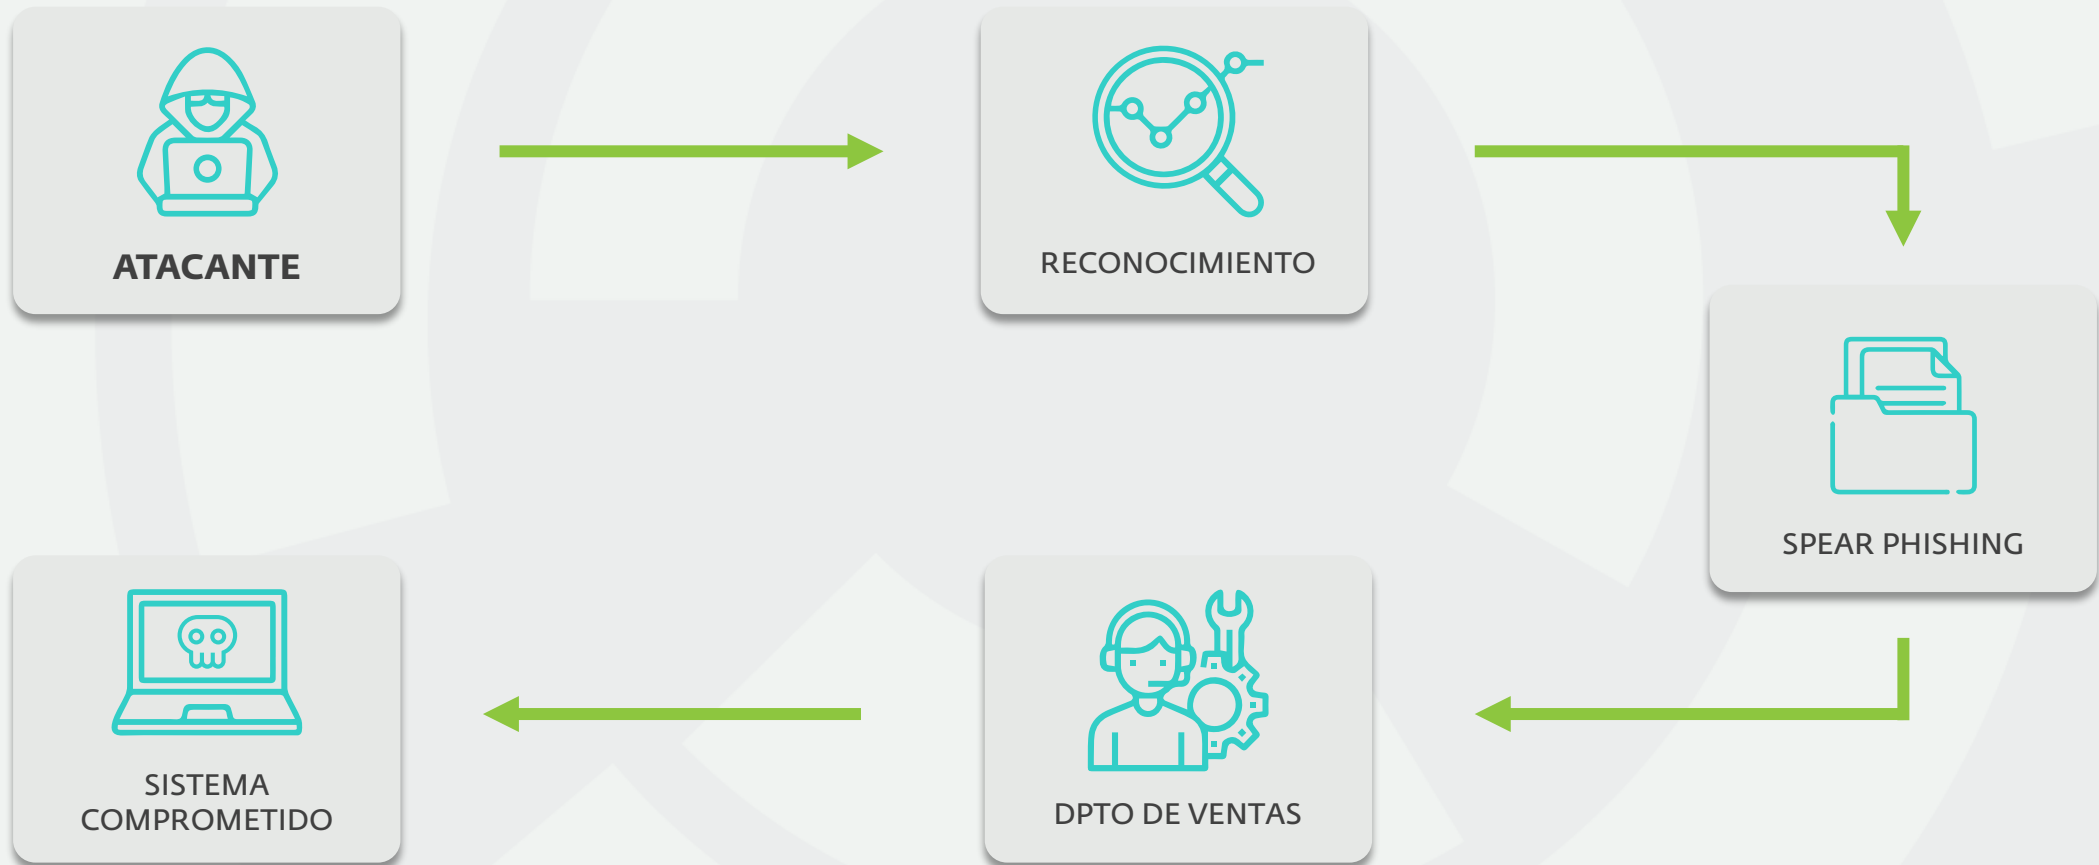 ATACANTE
RECONOCIMIENTO
SPEAR PHISHING
DPTO DE VENTAS
SISTEMA
COMPROMETIDO